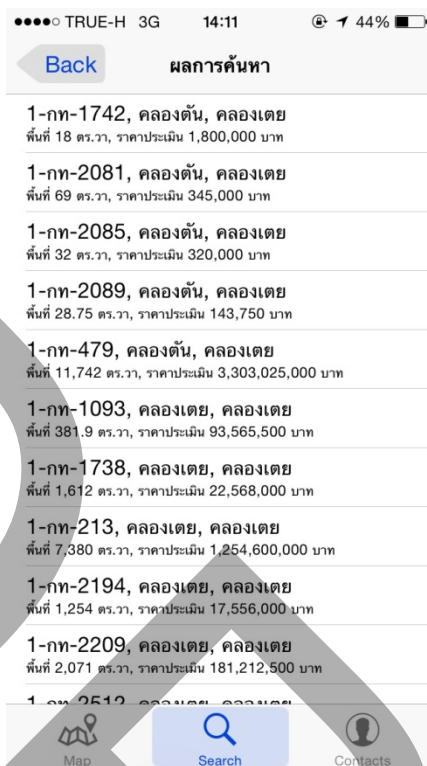 TRUE-H 3G 14:11 44%
Back ผลการค้นหา
1-กท-1742, คลองตัน, คลองเตย
พื้นที่ 18 ตร.วา, ราคาประเมิน 1,800,000 บาท
1-กท-2081, คลองตัน, คลองเตย
พื้นที่ 69 ตร.วา, ราคาประเมิน 345,000 บาท
1-กท-2085, คลองตัน, คลองเตย
พื้นที่ 32 ตร.วา, ราคาประเมิน 320,000 บาท
1-กท-2089, คลองตัน, คลองเตย
พื้นที่ 28.75 ตร.วา, ราคาประเมิน 143,750 บาท
1-กท-479, คลองตัน, คลองเตย
พื้นที่ 11,742 ตร.วา, ราคาประเมิน 3,303,025,000 บาท
1-กท-1093, คลองเตย, คลองเตย
พื้นที่ 381.9 ตร.วา, ราคาประเมิน 93,565,500 บาท
1-กท-1738, คลองเตย, คลองเตย
พื้นที่ 1,612 ตร.วา, ราคาประเมิน 22,568,000 บาท
1-กท-213, คลองเตย, คลองเตย
พื้นที่ 7,380 ตร.วา, ราคาประเมิน 1,254,600,000 บาท
1-กท-2194, คลองเตย, คลองเตย
พื้นที่ 1,254 ตร.วา, ราคาประเมิน 17,556,000 บาท
1-กท-2209, คลองเตย, คลองเตย
พื้นที่ 2,071 ตร.วา, ราคาประเมิน 181,212,500 บาท
1-กท-2512, คลองเตย, คลองเตย
Map Search Contacts